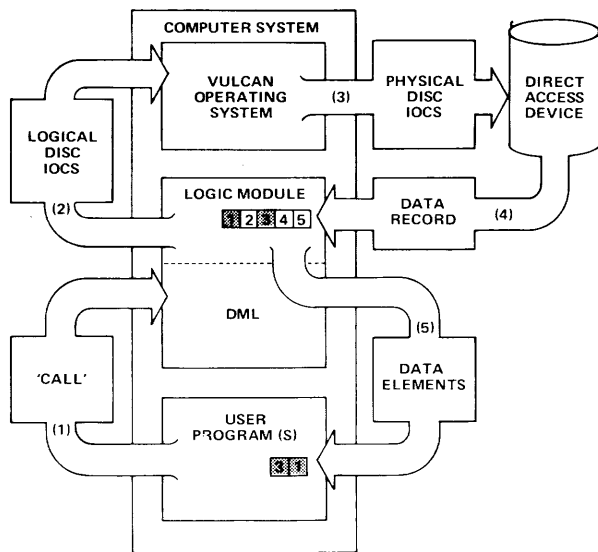 COMPUTER SYSTEM
VULCAN
OPERATING
SYSTEM
(3)
PHYSICAL
DISC
IOCS
DIRECT
ACCESS
DEVICE
LOGICAL
DISC
IOCS
(2)
LOGIC MODULE
1 2 3 4 5
DATA
RECORD
(4)
DML
(5)
'CALL'
(1)
DATA
ELEMENTS
USER
PROGRAM (S)
3 1